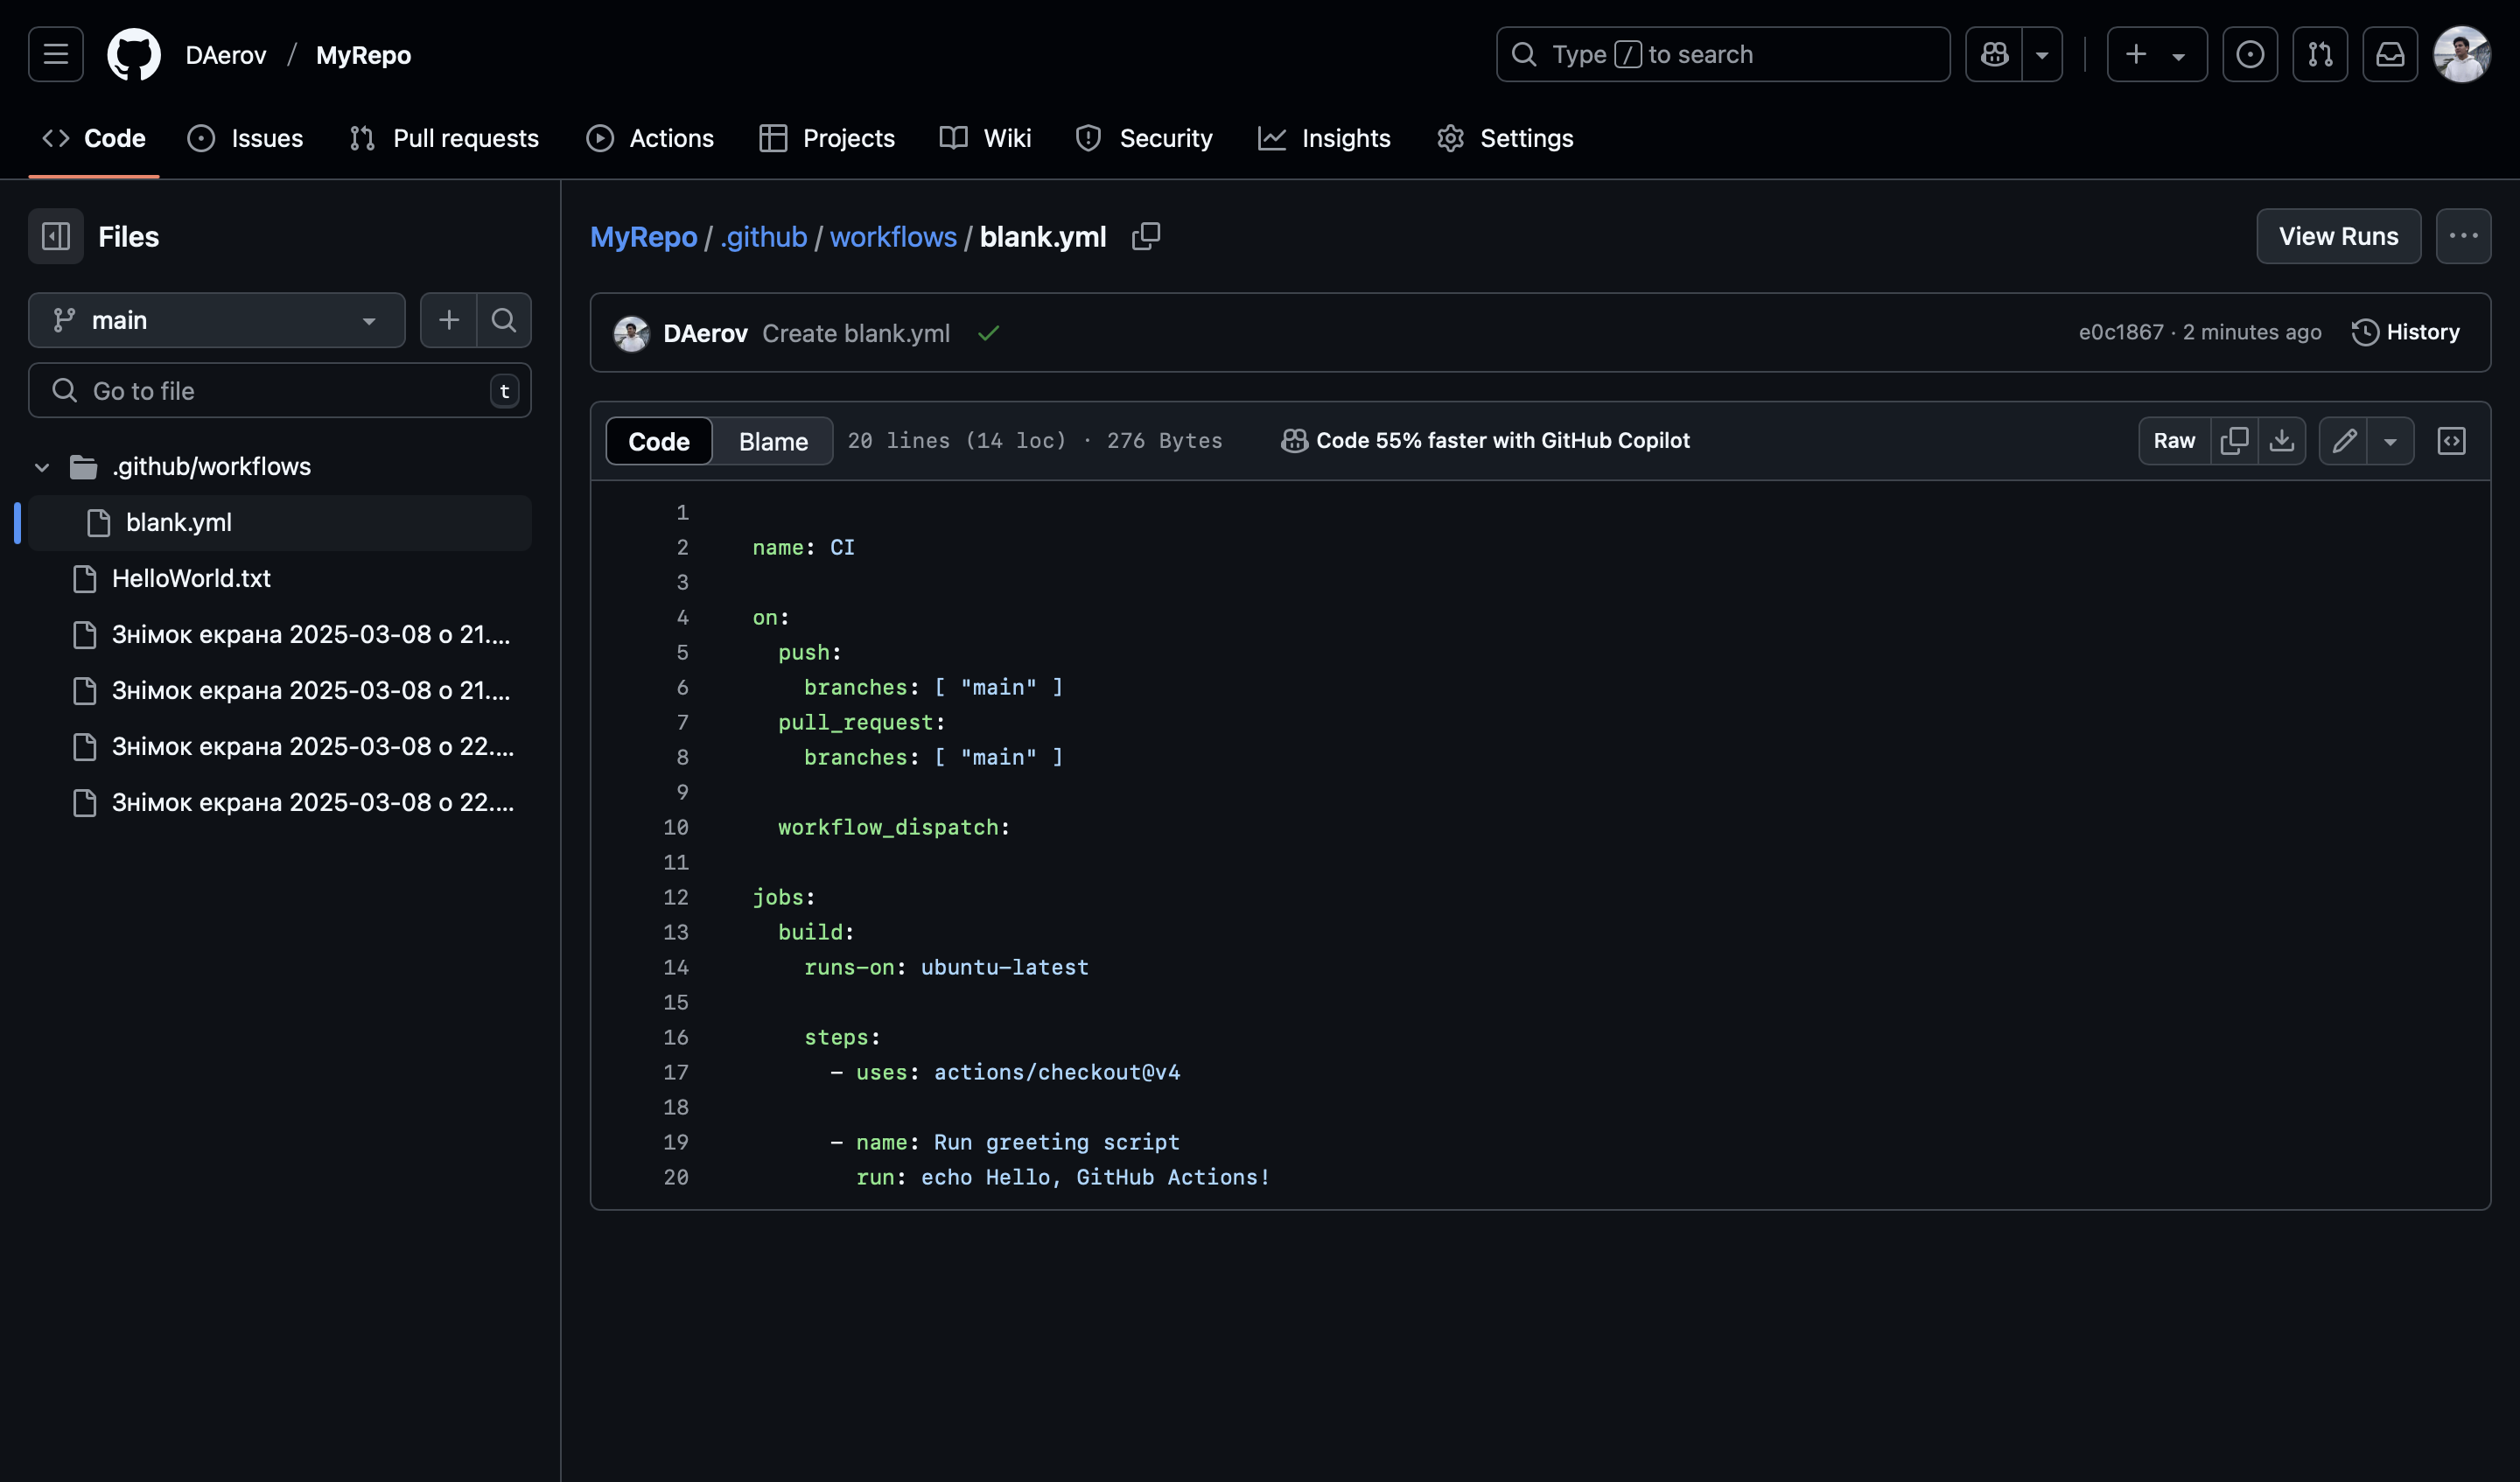 DAerov / MyRepo
Type / to search
Code
Issues
Pull requests
Actions
Projects
Wiki
Security
Insights
Settings
Files
main
Go to file
t
.github/workflows
blank.yml
HelloWorld.txt
Знімок екрана 2025-03-08 о 21....
Знімок екрана 2025-03-08 о 21....
Знімок екрана 2025-03-08 о 22....
Знімок екрана 2025-03-08 о 22....
MyRepo / .github / workflows / blank.yml
View Runs
DAerov Create blank.yml
e0c1867 · 2 minutes ago
History
Code
Blame
20 lines (14 loc) · 276 Bytes
Code 55% faster with GitHub Copilot
Raw
1
2 name: CI
3
4 on:
5 push:
6 branches: [ "main" ]
7 pull_request:
8 branches: [ "main" ]
9
10 workflow_dispatch:
11
12 jobs:
13 build:
14 runs-on: ubuntu-latest
15
16 steps:
17 - uses: actions/checkout@v4
18
19 - name: Run greeting script
20 run: echo Hello, GitHub Actions!